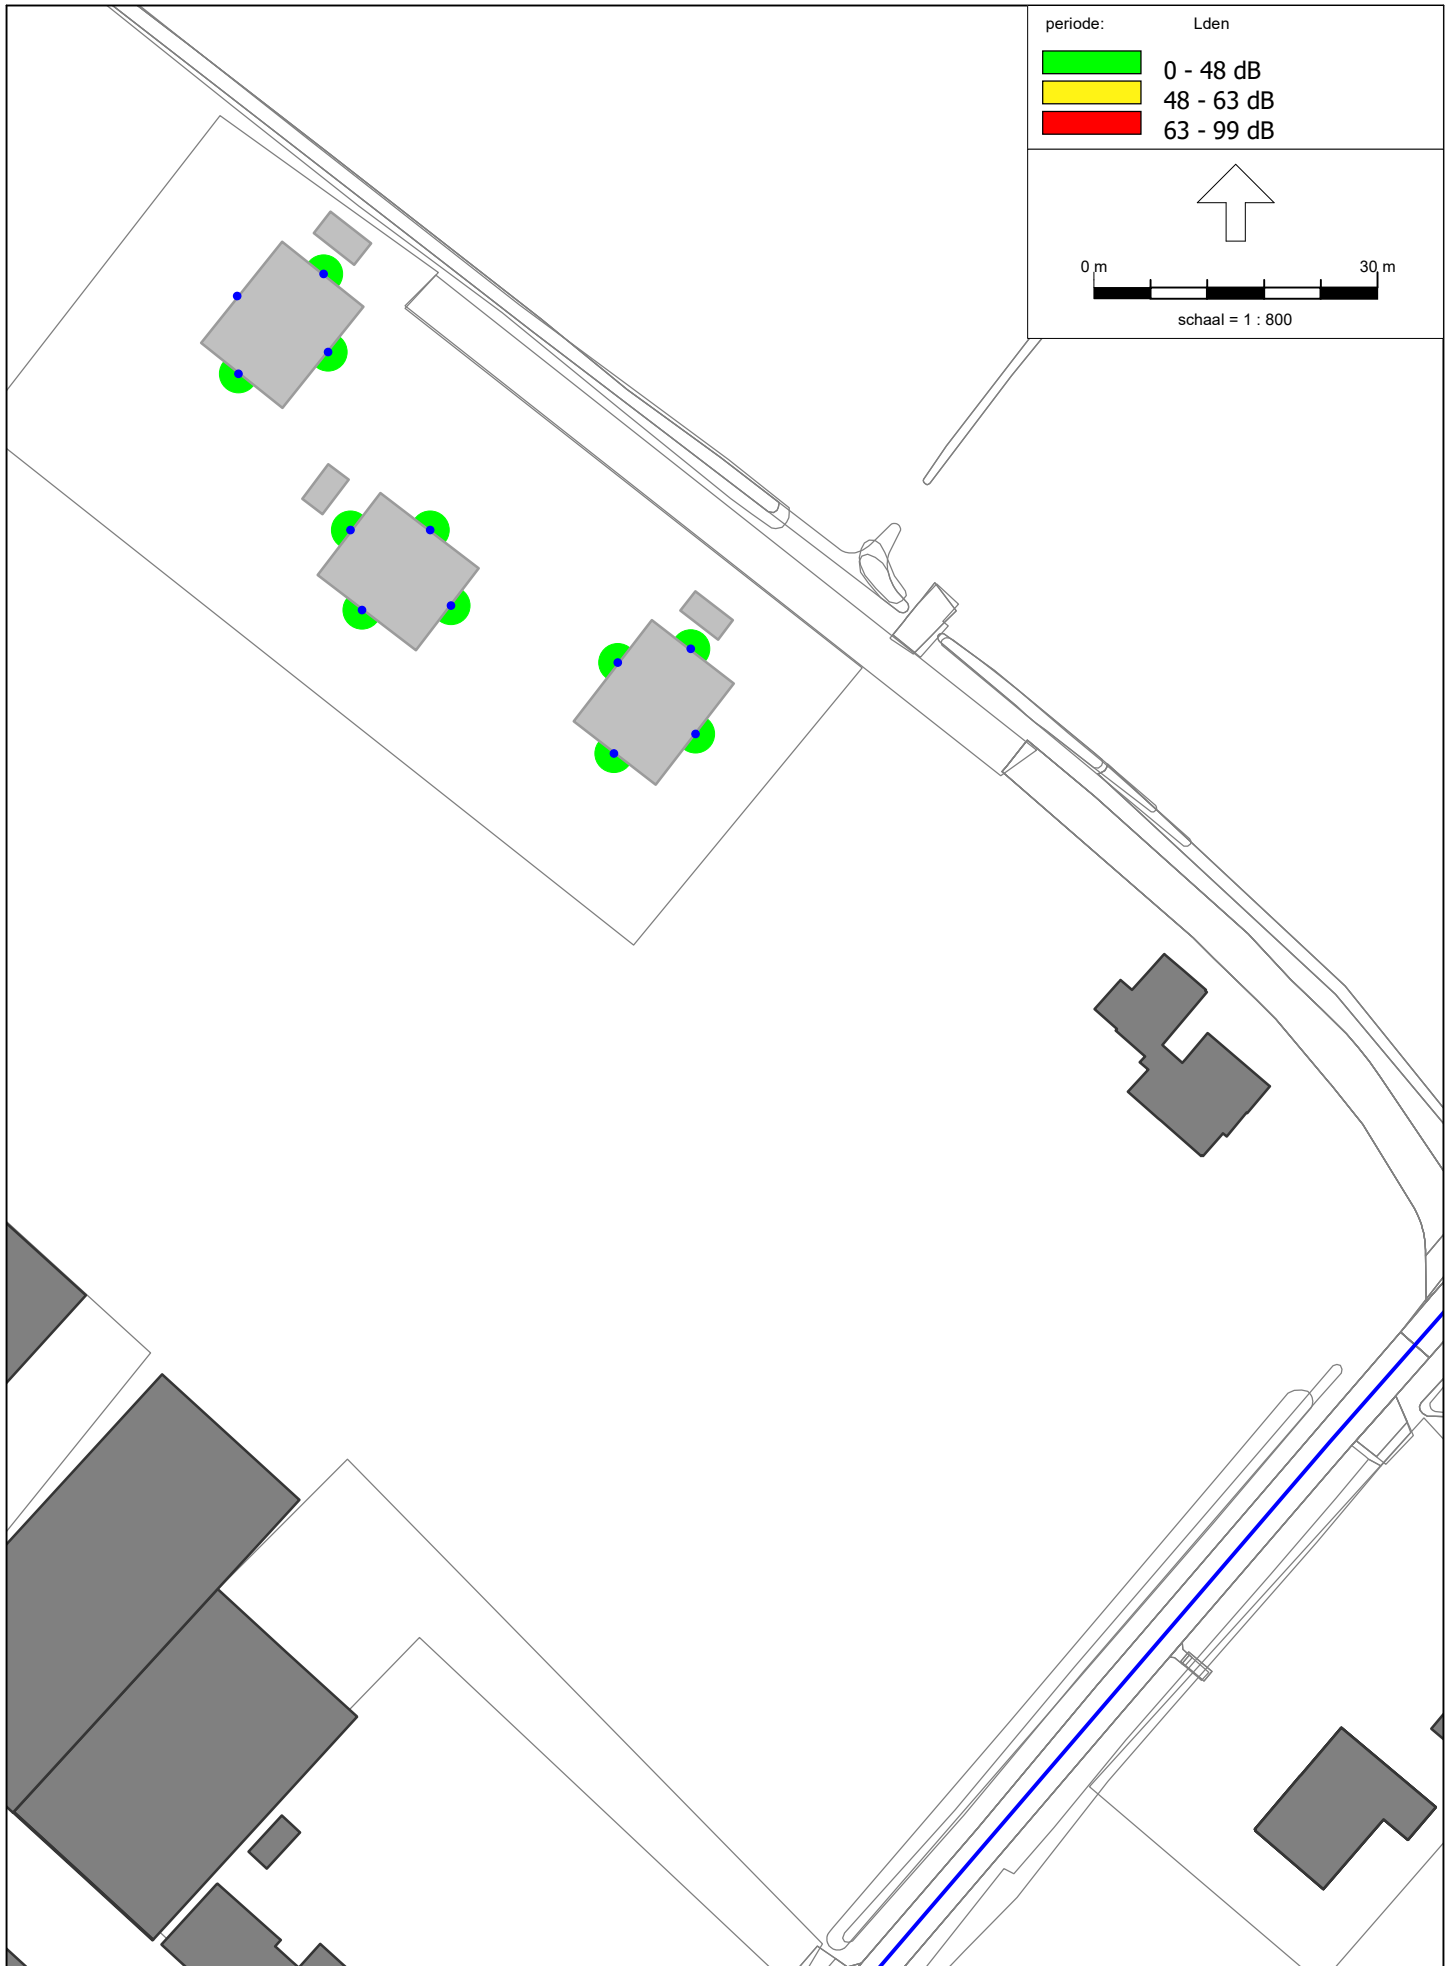 periode: Lden
0 - 48 dB
48 - 63 dB
63 - 99 dB
0 m 30 m
schaal = 1 : 800